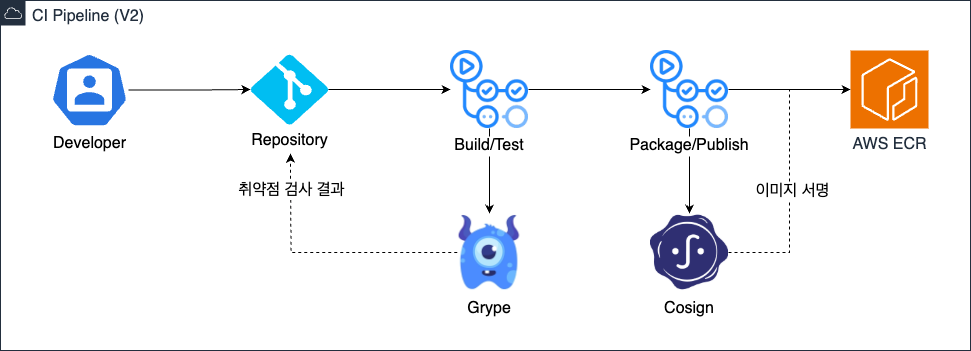 CI Pipeline (V2)
Developer
Repository
Build/Test
Package/Publish
AWS ECR
취약점 검사 결과
이미지 서명
Grype
Cosign